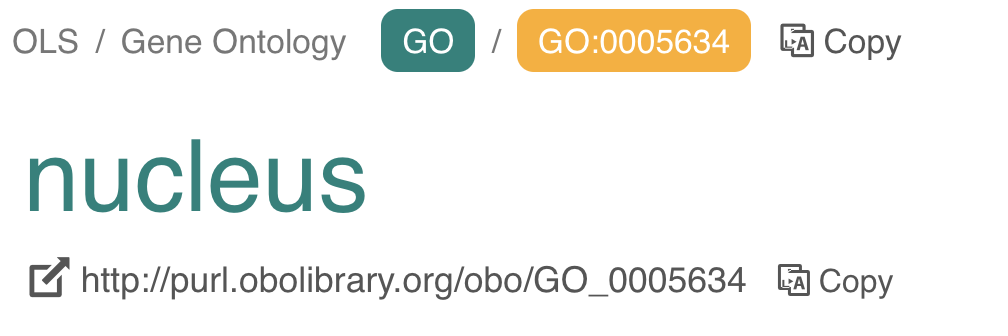 OLS / Gene Ontology GO / GO:0005634 Copy
nucleus
http://purl.obolibrary.org/obo/GO_0005634 Copy